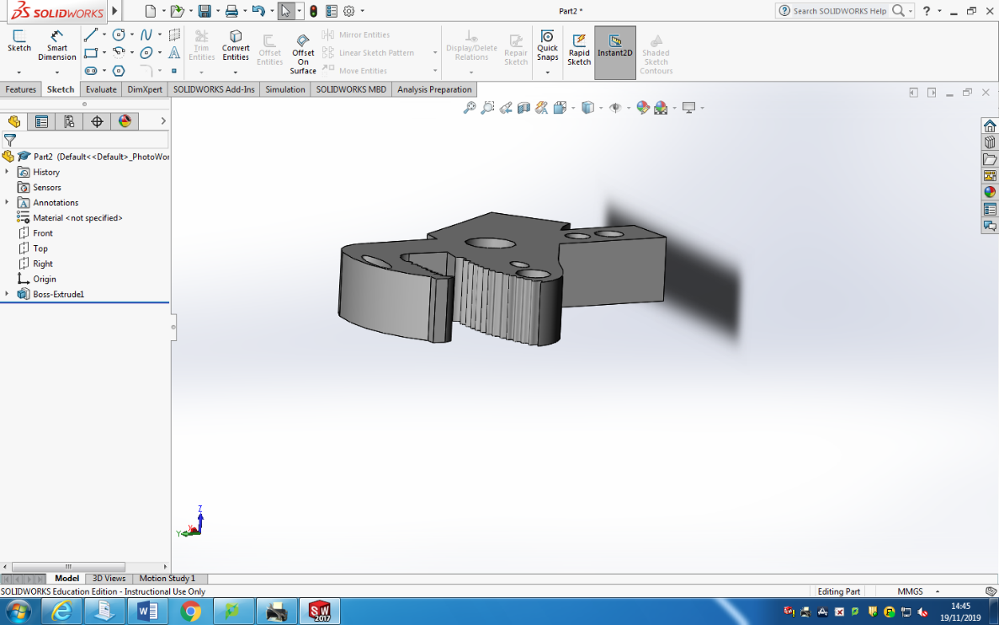 SOLIDWORKS
Part2 *
Search SOLIDWORKS Help
?
Sketch
Smart Dimension
Trim Entities
Convert Entities
Offset Entities
Offset On Surface
Mirror Entities
Linear Sketch Pattern
Move Entities
Display/Delete Relations
Repair Sketch
Quick Snaps
Rapid Sketch
Instant2D
Shaded Sketch Contours
Features
Sketch
Evaluate
DimXpert
SOLIDWORKS Add-Ins
Simulation
SOLIDWORKS MBD
Analysis Preparation
Part2 (Default<<Default>_PhotoWor
History
Sensors
Annotations
Material <not specified>
Front
Top
Right
Origin
Boss-Extrude1
Z
Y
X
Model
3D Views
Motion Study 1
SOLIDWORKS Education Edition - Instructional Use Only
Editing Part
MMGS
SW
2017
14:45
19/11/2019